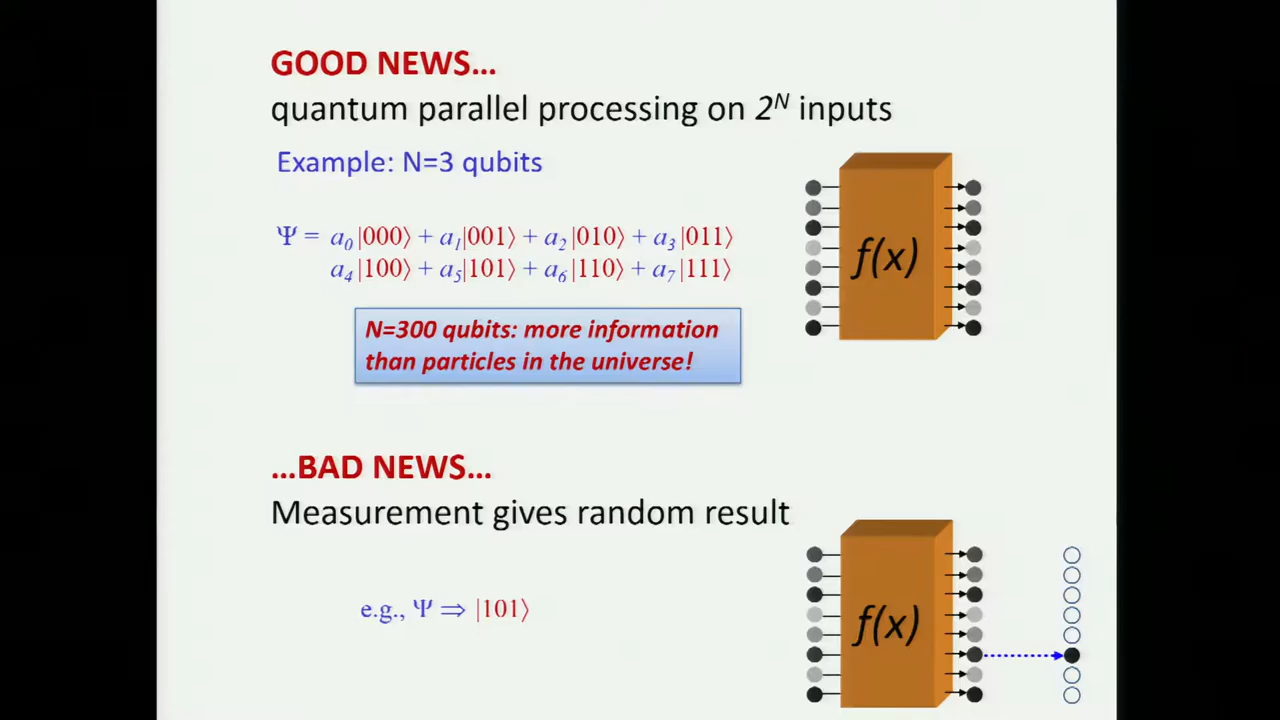 GOOD NEWS...
quantum parallel processing on 2ᴺ inputs
Example: N=3 qubits
Ψ = a₀|000⟩ + a₁|001⟩ + a₂|010⟩ + a₃|011⟩
a₄|100⟩ + a₅|101⟩ + a₆|110⟩ + a₇|111⟩
f(x)
N=300 qubits: more information
than particles in the universe!
...BAD NEWS...
Measurement gives random result
e.g., Ψ ⇒ |101⟩
f(x)